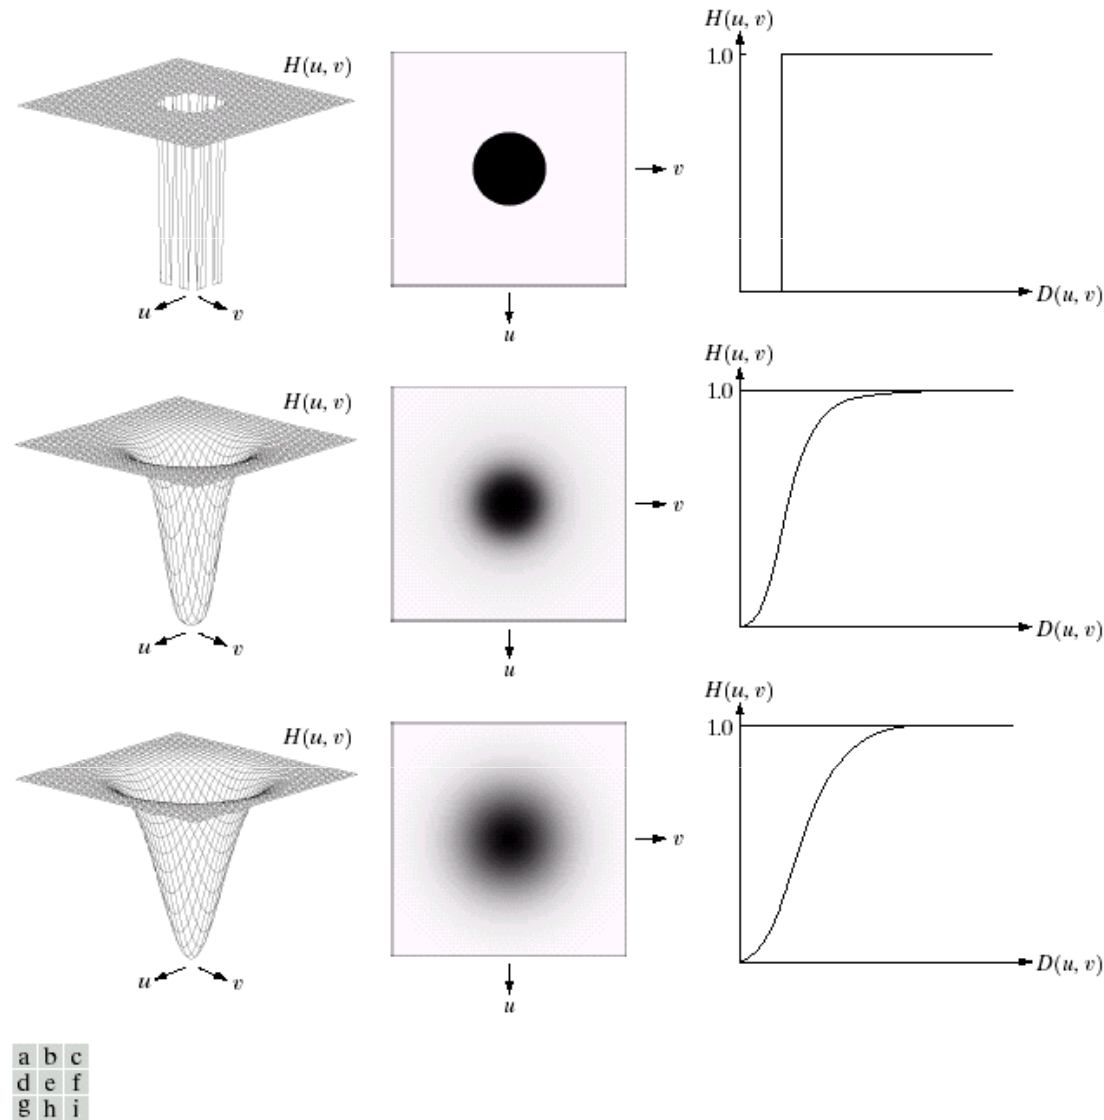 H(u, v)
v
u
u
v
H(u, v)
1.0
D(u, v)
H(u, v)
v
u
u
v
H(u, v)
1.0
D(u, v)
H(u, v)
v
u
u
v
H(u, v)
1.0
D(u, v)
a b c
d e f
g h i